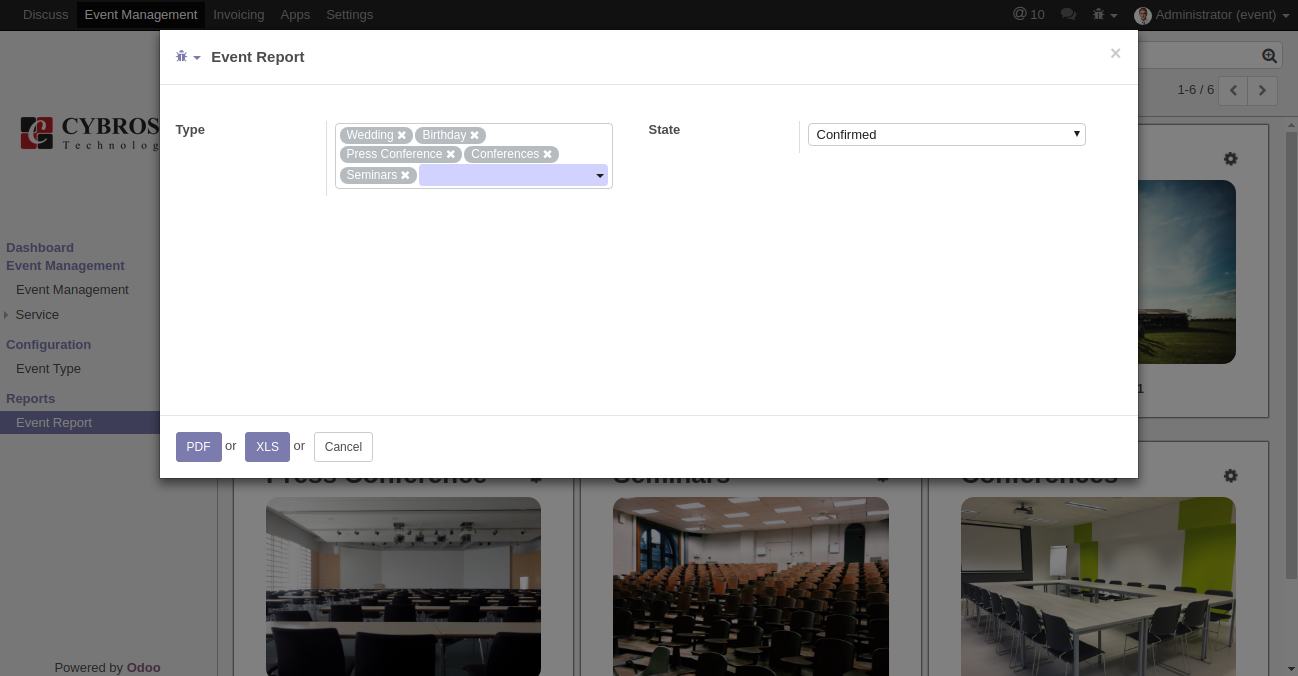 Discuss Event Management Invoicing Apps Settings @ 10 Administrator (event)
Event Report ×
1-6 / 6
CYBROS
Technolog
Type Wedding Birthday
Press Conference Conferences
Seminars
State Confirmed
Dashboard
Event Management
Event Management
Service
Configuration
Event Type
Reports
Event Report
1
PDF or XLS or Cancel
Press Conference Seminars Conferences
Powered by Odoo